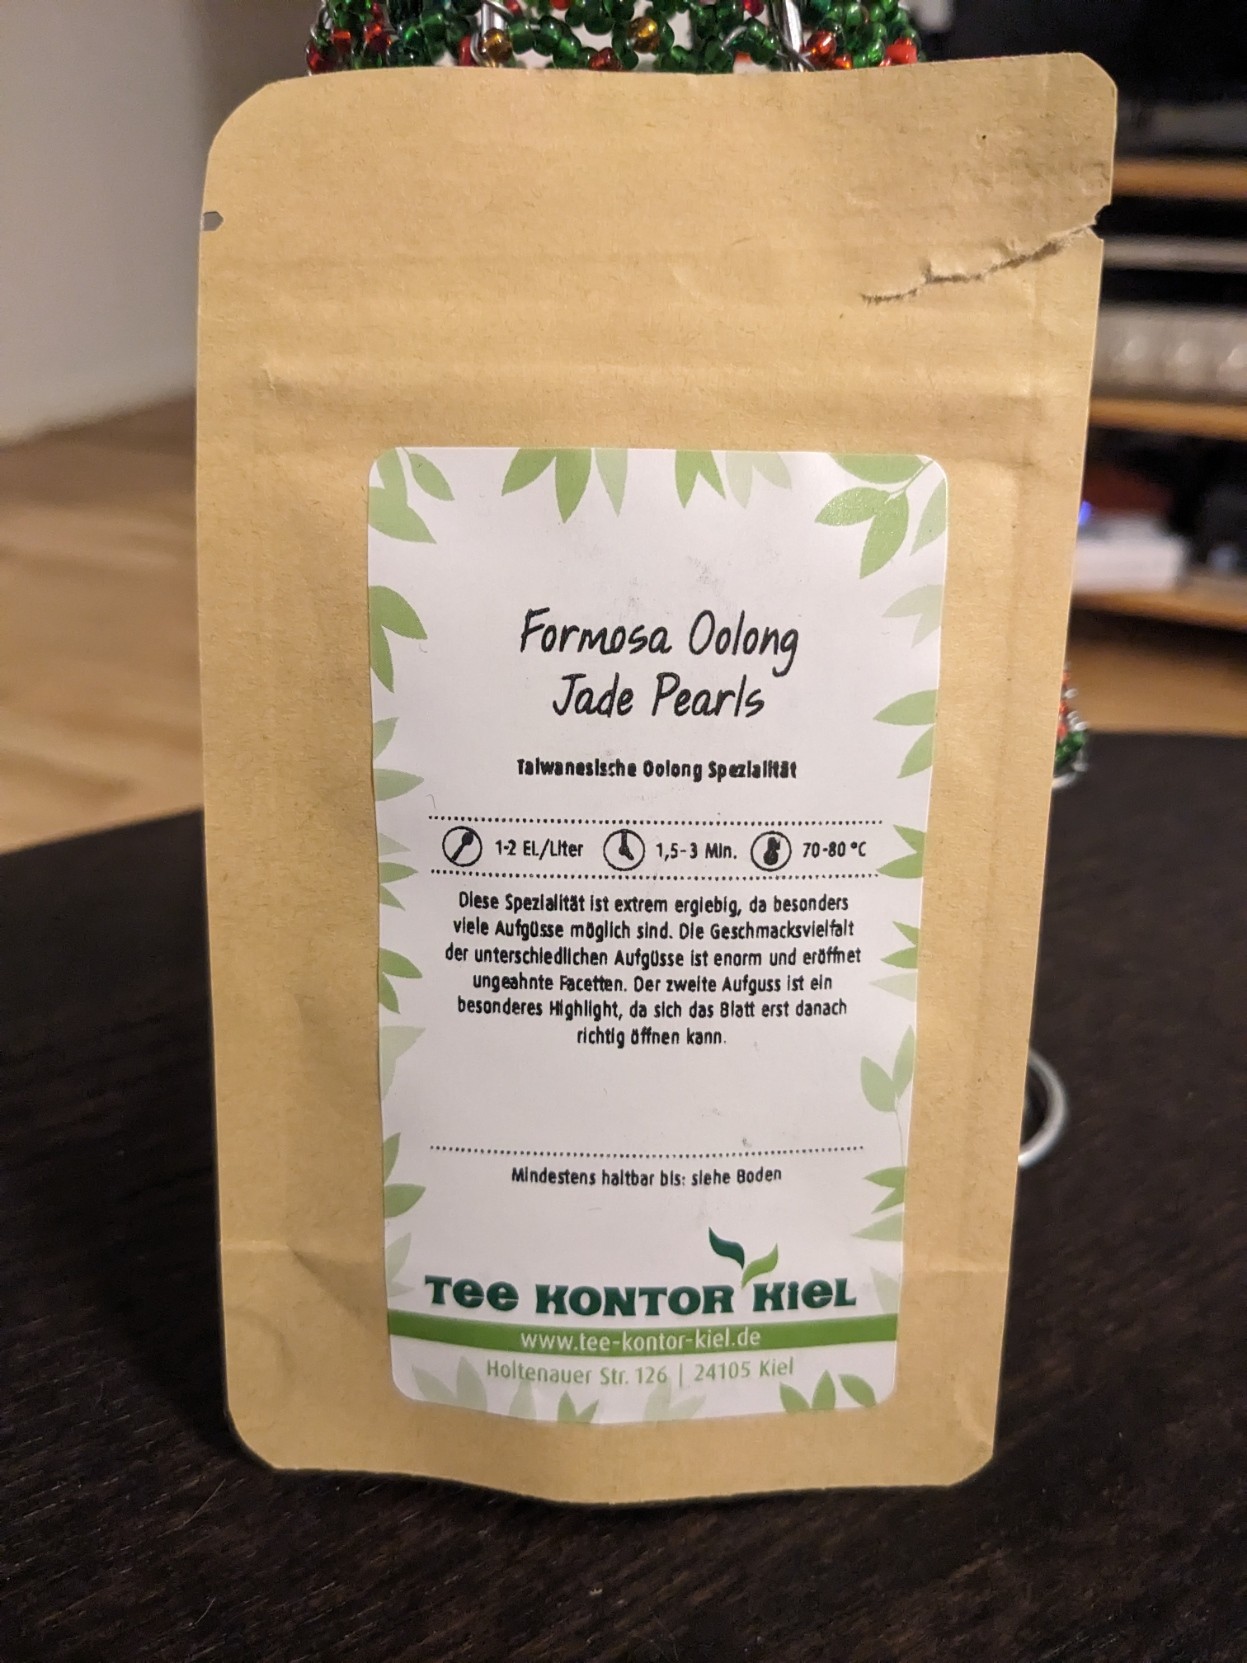 Formosa Oolong
Jade Pearls
Taiwanesische Oolong Spezialität
1-2 EL/Liter 1,5-3 Min. 70-80 °C
Diese Spezialität ist extrem ergiebig, da besonders
viele Aufgüsse möglich sind. Die Geschmacksvielfalt
der unterschiedlichen Aufgüsse ist enorm und eröffnet
ungeahnte Facetten. Der zweite Aufguss ist ein
besonderes Highlight, da sich das Blatt erst danach
richtig öffnen kann.
Mindestens haltbar bis: siehe Boden
TEE KONTOR KIEL
www.tee-kontor-kiel.de
Holtenauer Str. 126 | 24105 Kiel